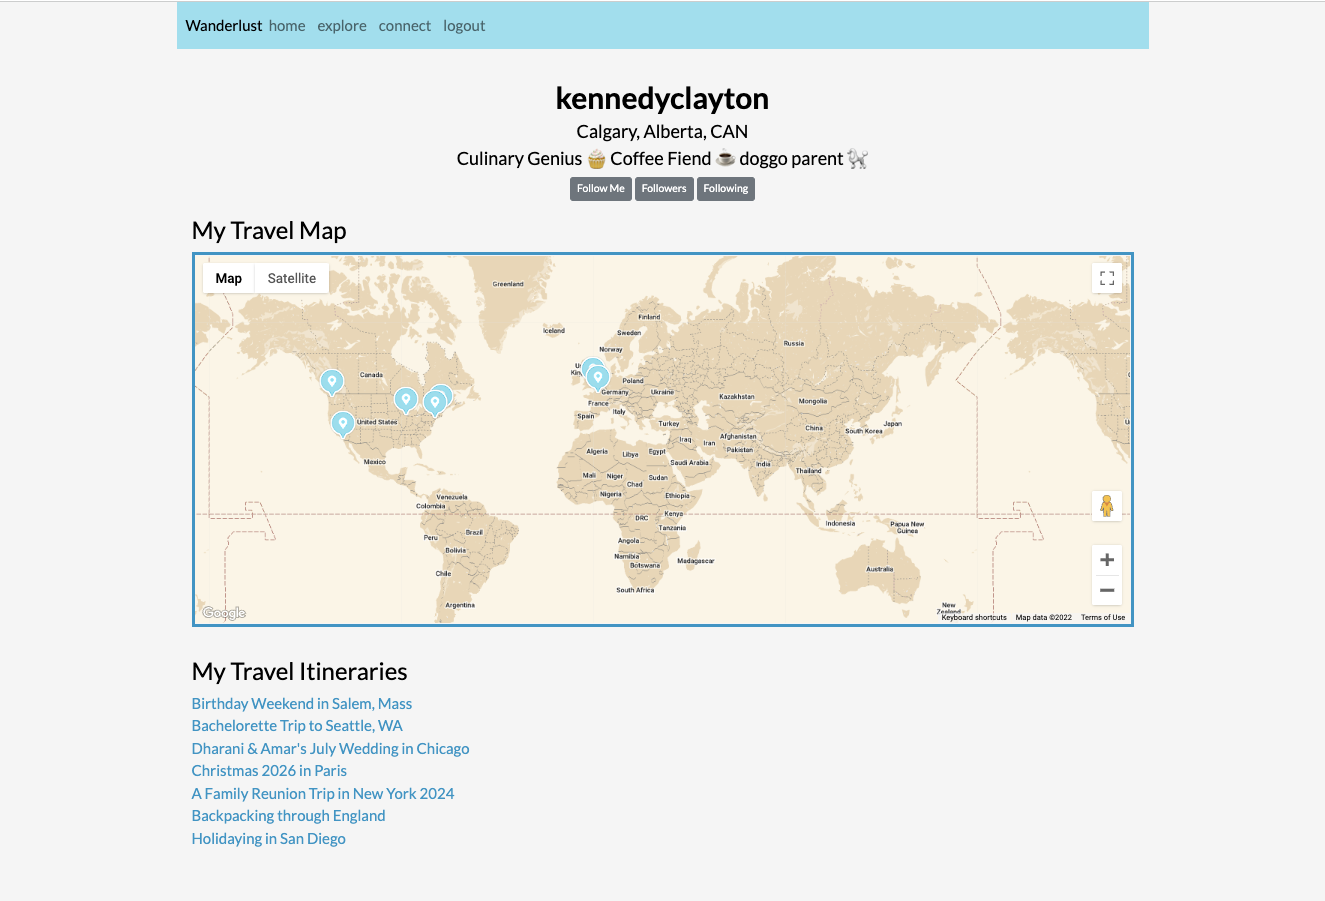 Wanderlust home explore connect logout
kennedyclayton
Calgary, Alberta, CAN
Culinary Genius 🧁 Coffee Fiend ☕ doggo parent 🐩
Follow Me Followers Following
My Travel Map
Map Satellite
Greenland
Iceland
Finland
Sweden
Norway
Russia
Canada
Poland
Germany
Ukraine
Kazakhstan
Mongolia
France
Italy
Spain
United States
Turkey
China
South Korea
Japan
Iraq
Iran
Afghanistan
Pakistan
Algeria
Libya
Egypt
Saudi Arabia
India
Thailand
Mexico
Mali
Niger
Chad
Sudan
Nigeria
Ethiopia
Venezuela
Colombia
DRC
Kenya
Tanzania
Indonesia
Papua New
Guinea
Peru
Brazil
Bolivia
Angola
Namibia
Botswana
Madagascar
Chile
South Africa
Australia
Argentina
New
Zealand
Google
Keyboard shortcuts Map data ©2022 Terms of Use
My Travel Itineraries
Birthday Weekend in Salem, Mass
Bachelorette Trip to Seattle, WA
Dharani & Amar's July Wedding in Chicago
Christmas 2026 in Paris
A Family Reunion Trip in New York 2024
Backpacking through England
Holidaying in San Diego